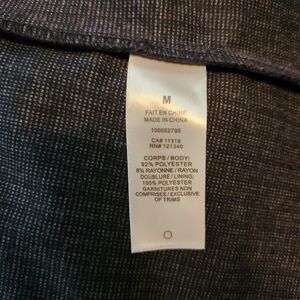 M
FAIT EN CHINE
MADE IN CHINA
100062795
CA# 11319
RN# 121340
CORPS / BODY:
92% POLYESTER
8% RAYONNE / RAYON
DOUBLURE / LINING:
100% POLYESTER
GARNITURES NON
COMPRISES / EXCLUSIVE
OF TRIMS